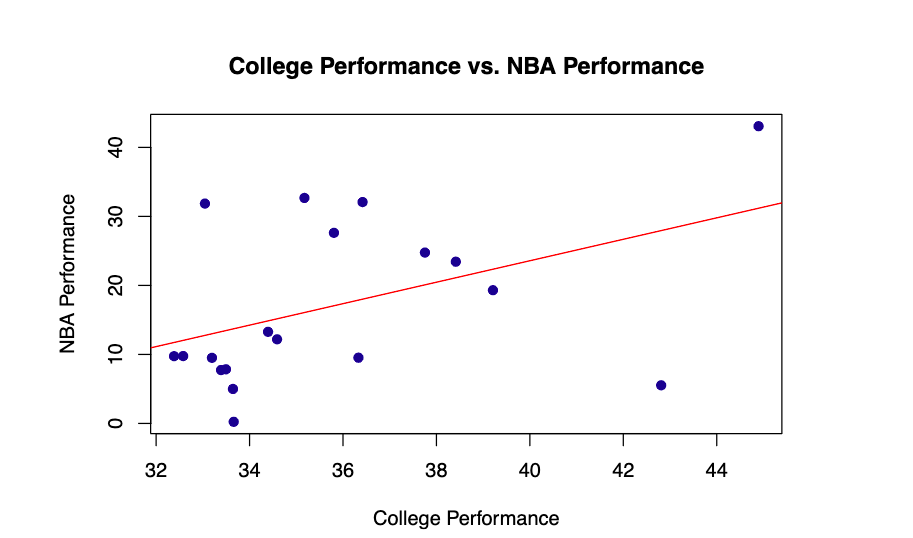 College Performance vs. NBA Performance
NBA Performance
40
30
20
10
0
32 34 36 38 40 42 44
College Performance